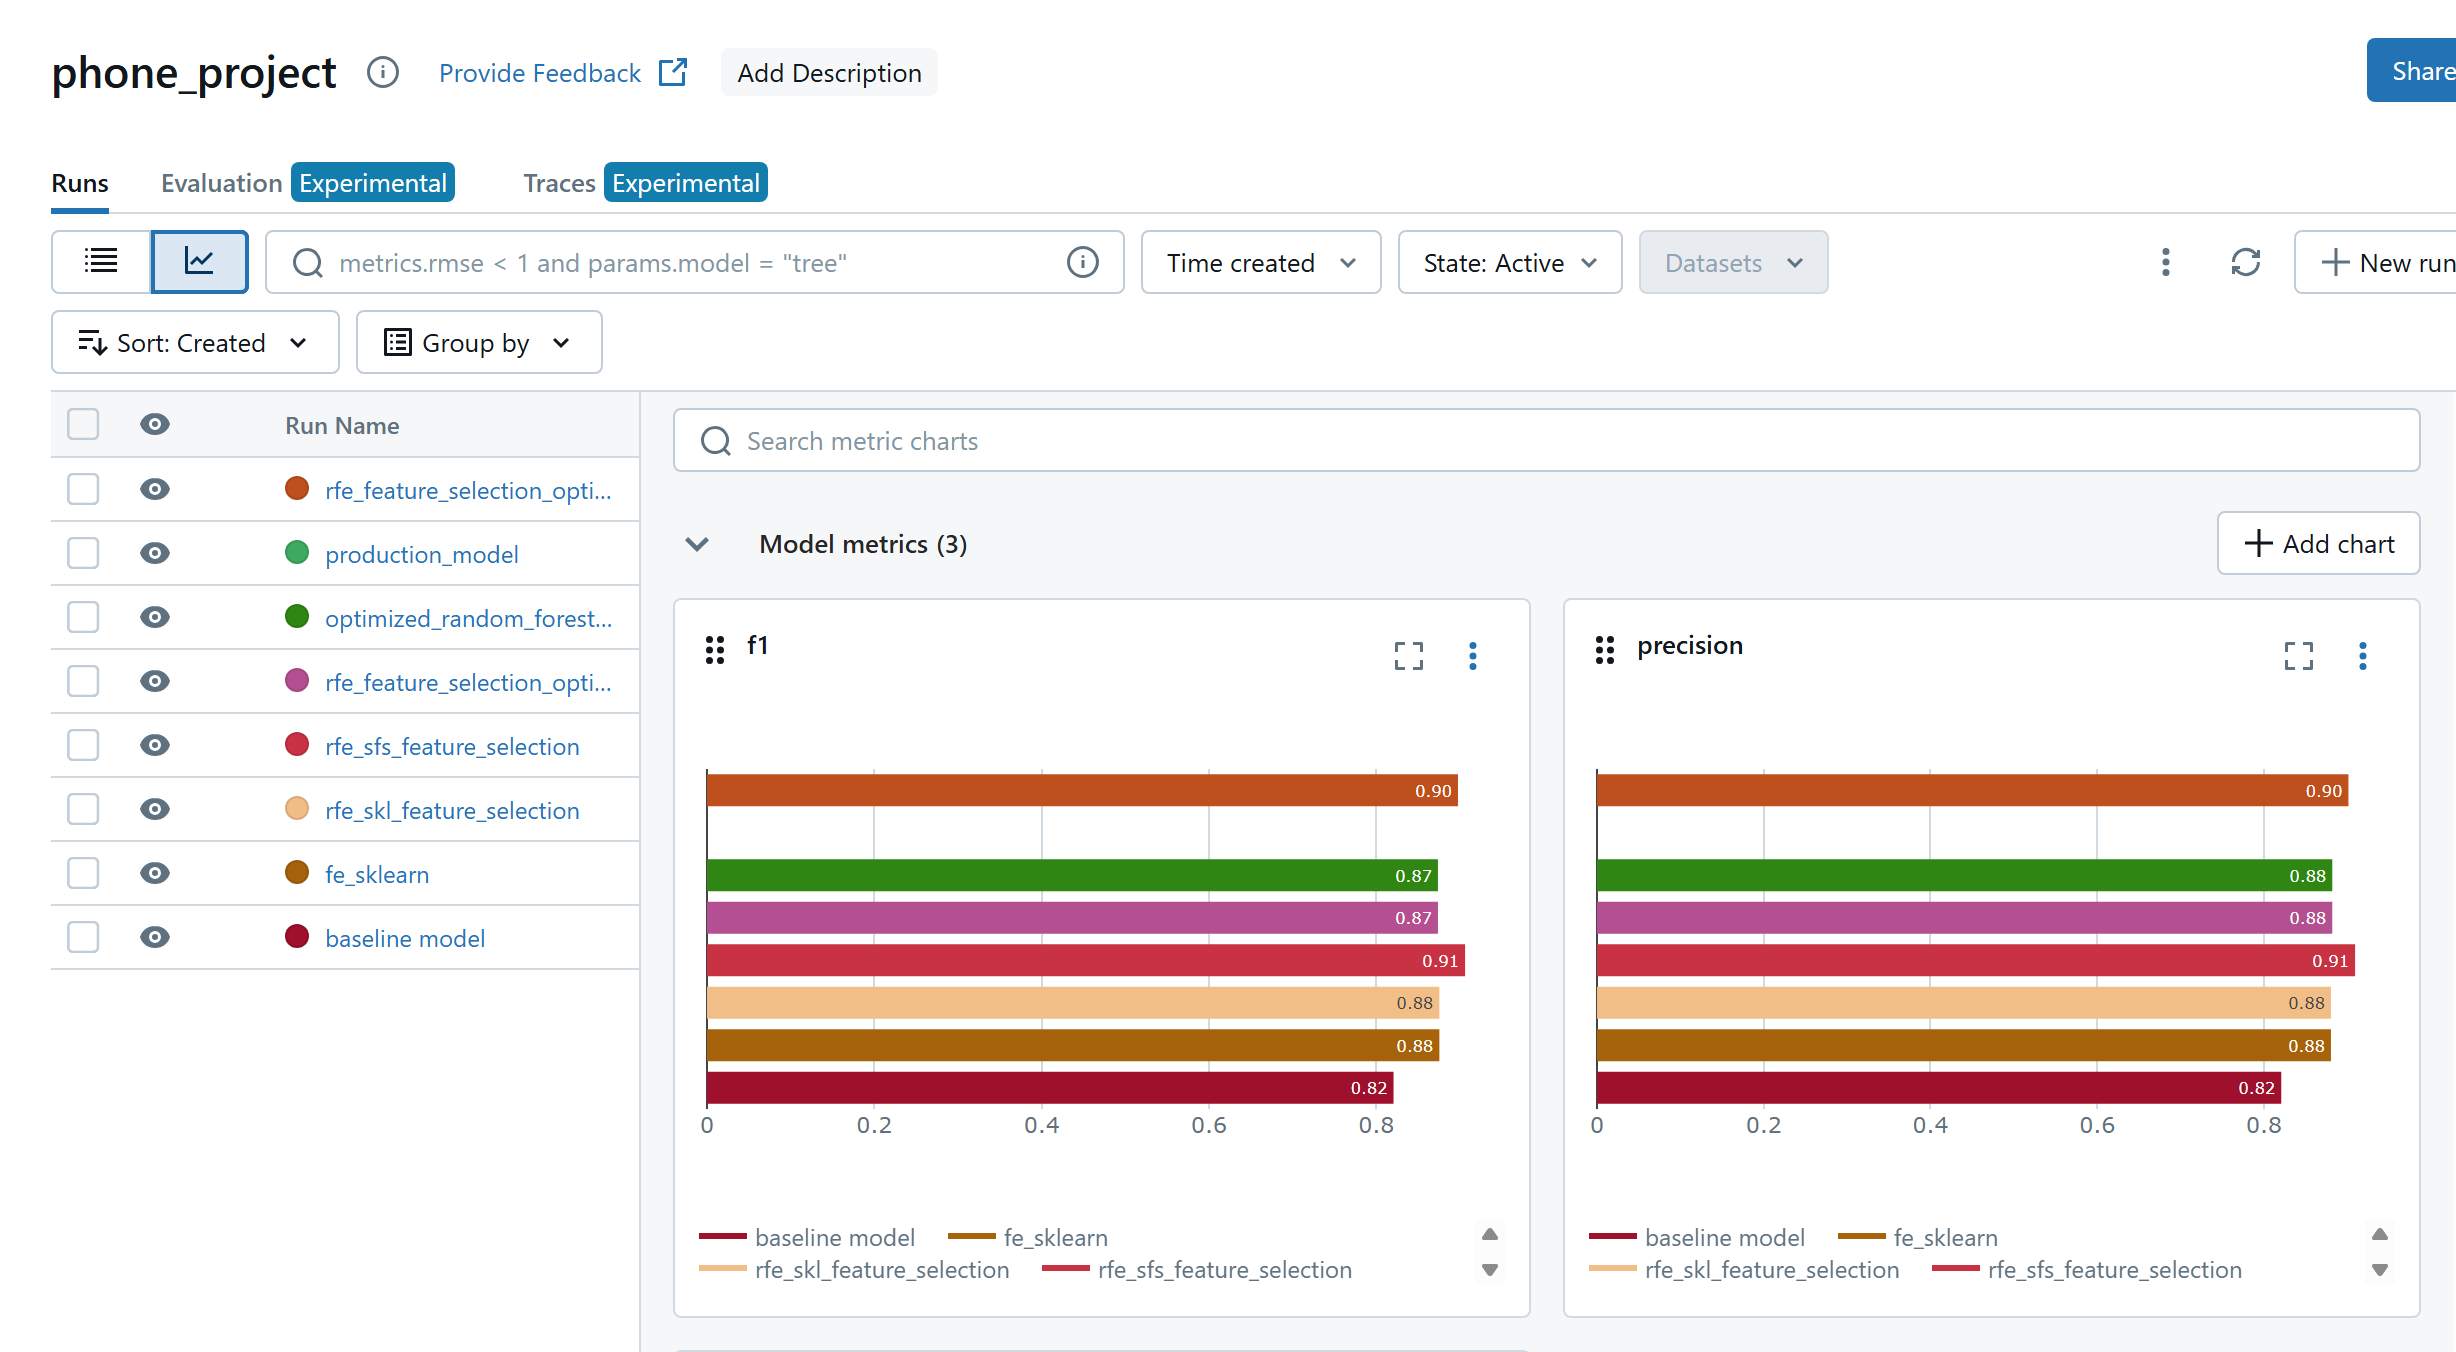 phone_project Provide Feedback Add Description Share
Runs Evaluation Experimental Traces Experimental
metrics.rmse < 1 and params.model = "tree" Time created State: Active Datasets New run
Sort: Created Group by
Run Name
rfe_feature_selection_opti...
production_model
optimized_random_forest...
rfe_feature_selection_opti...
rfe_sfs_feature_selection
rfe_skl_feature_selection
fe_sklearn
baseline model
Search metric charts
Model metrics (3) Add chart
f1
0.90
0.87
0.87
0.91
0.88
0.88
0.82
0 0.2 0.4 0.6 0.8
baseline model fe_sklearn
rfe_skl_feature_selection rfe_sfs_feature_selection
precision
0.90
0.88
0.88
0.91
0.88
0.88
0.82
0 0.2 0.4 0.6 0.8
baseline model fe_sklearn
rfe_skl_feature_selection rfe_sfs_feature_selection